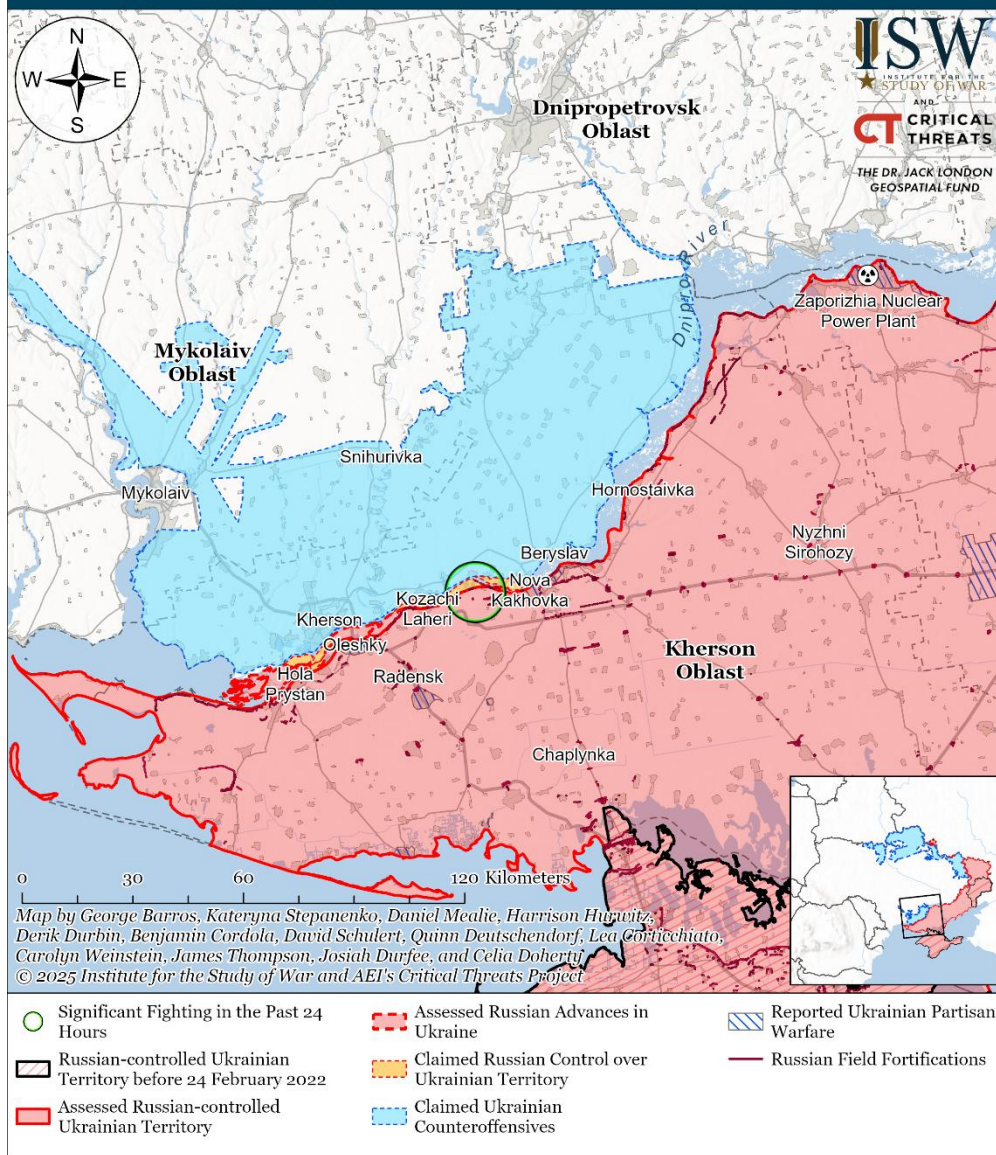 N
W
E
S
ISW
INSTITUTE FOR THE
STUDY OF WAR
AND
CT CRITICAL
THREATS
THE DR. JACK LONDON
GEOSPATIAL FUND
Dnipropetrovsk
Oblast
Dnipro River
Zaporizhia Nuclear
Power Plant
Mykolaiv
Oblast
Snihurivka
Mykolaiv
Hornostaivka
Nyzhni
Sirohozy
Beryslav
Nova
Kakhovka
Kozachi
Laheri
Kherson
Oleshky
Hola
Prystan
Radensk
Kherson
Oblast
Chaplynka
0 30 60 120 Kilometers
Map by George Barros, Kateryna Stepanenko, Daniel Mealie, Harrison Hurwitz,
Derik Durbin, Benjamin Cordola, David Schulert, Quinn Deutschendorf, Lea Corticchiato,
Carolyn Weinstein, James Thompson, Josiah Durfee, and Celia Doherty
© 2025 Institute for the Study of War and AEI's Critical Threats Project
Significant Fighting in the Past 24
Hours
Russian-controlled Ukrainian
Territory before 24 February 2022
Assessed Russian-controlled
Ukrainian Territory
Assessed Russian Advances in
Ukraine
Claimed Russian Control over
Ukrainian Territory
Claimed Ukrainian
Counteroffensives
Reported Ukrainian Partisan
Warfare
Russian Field Fortifications